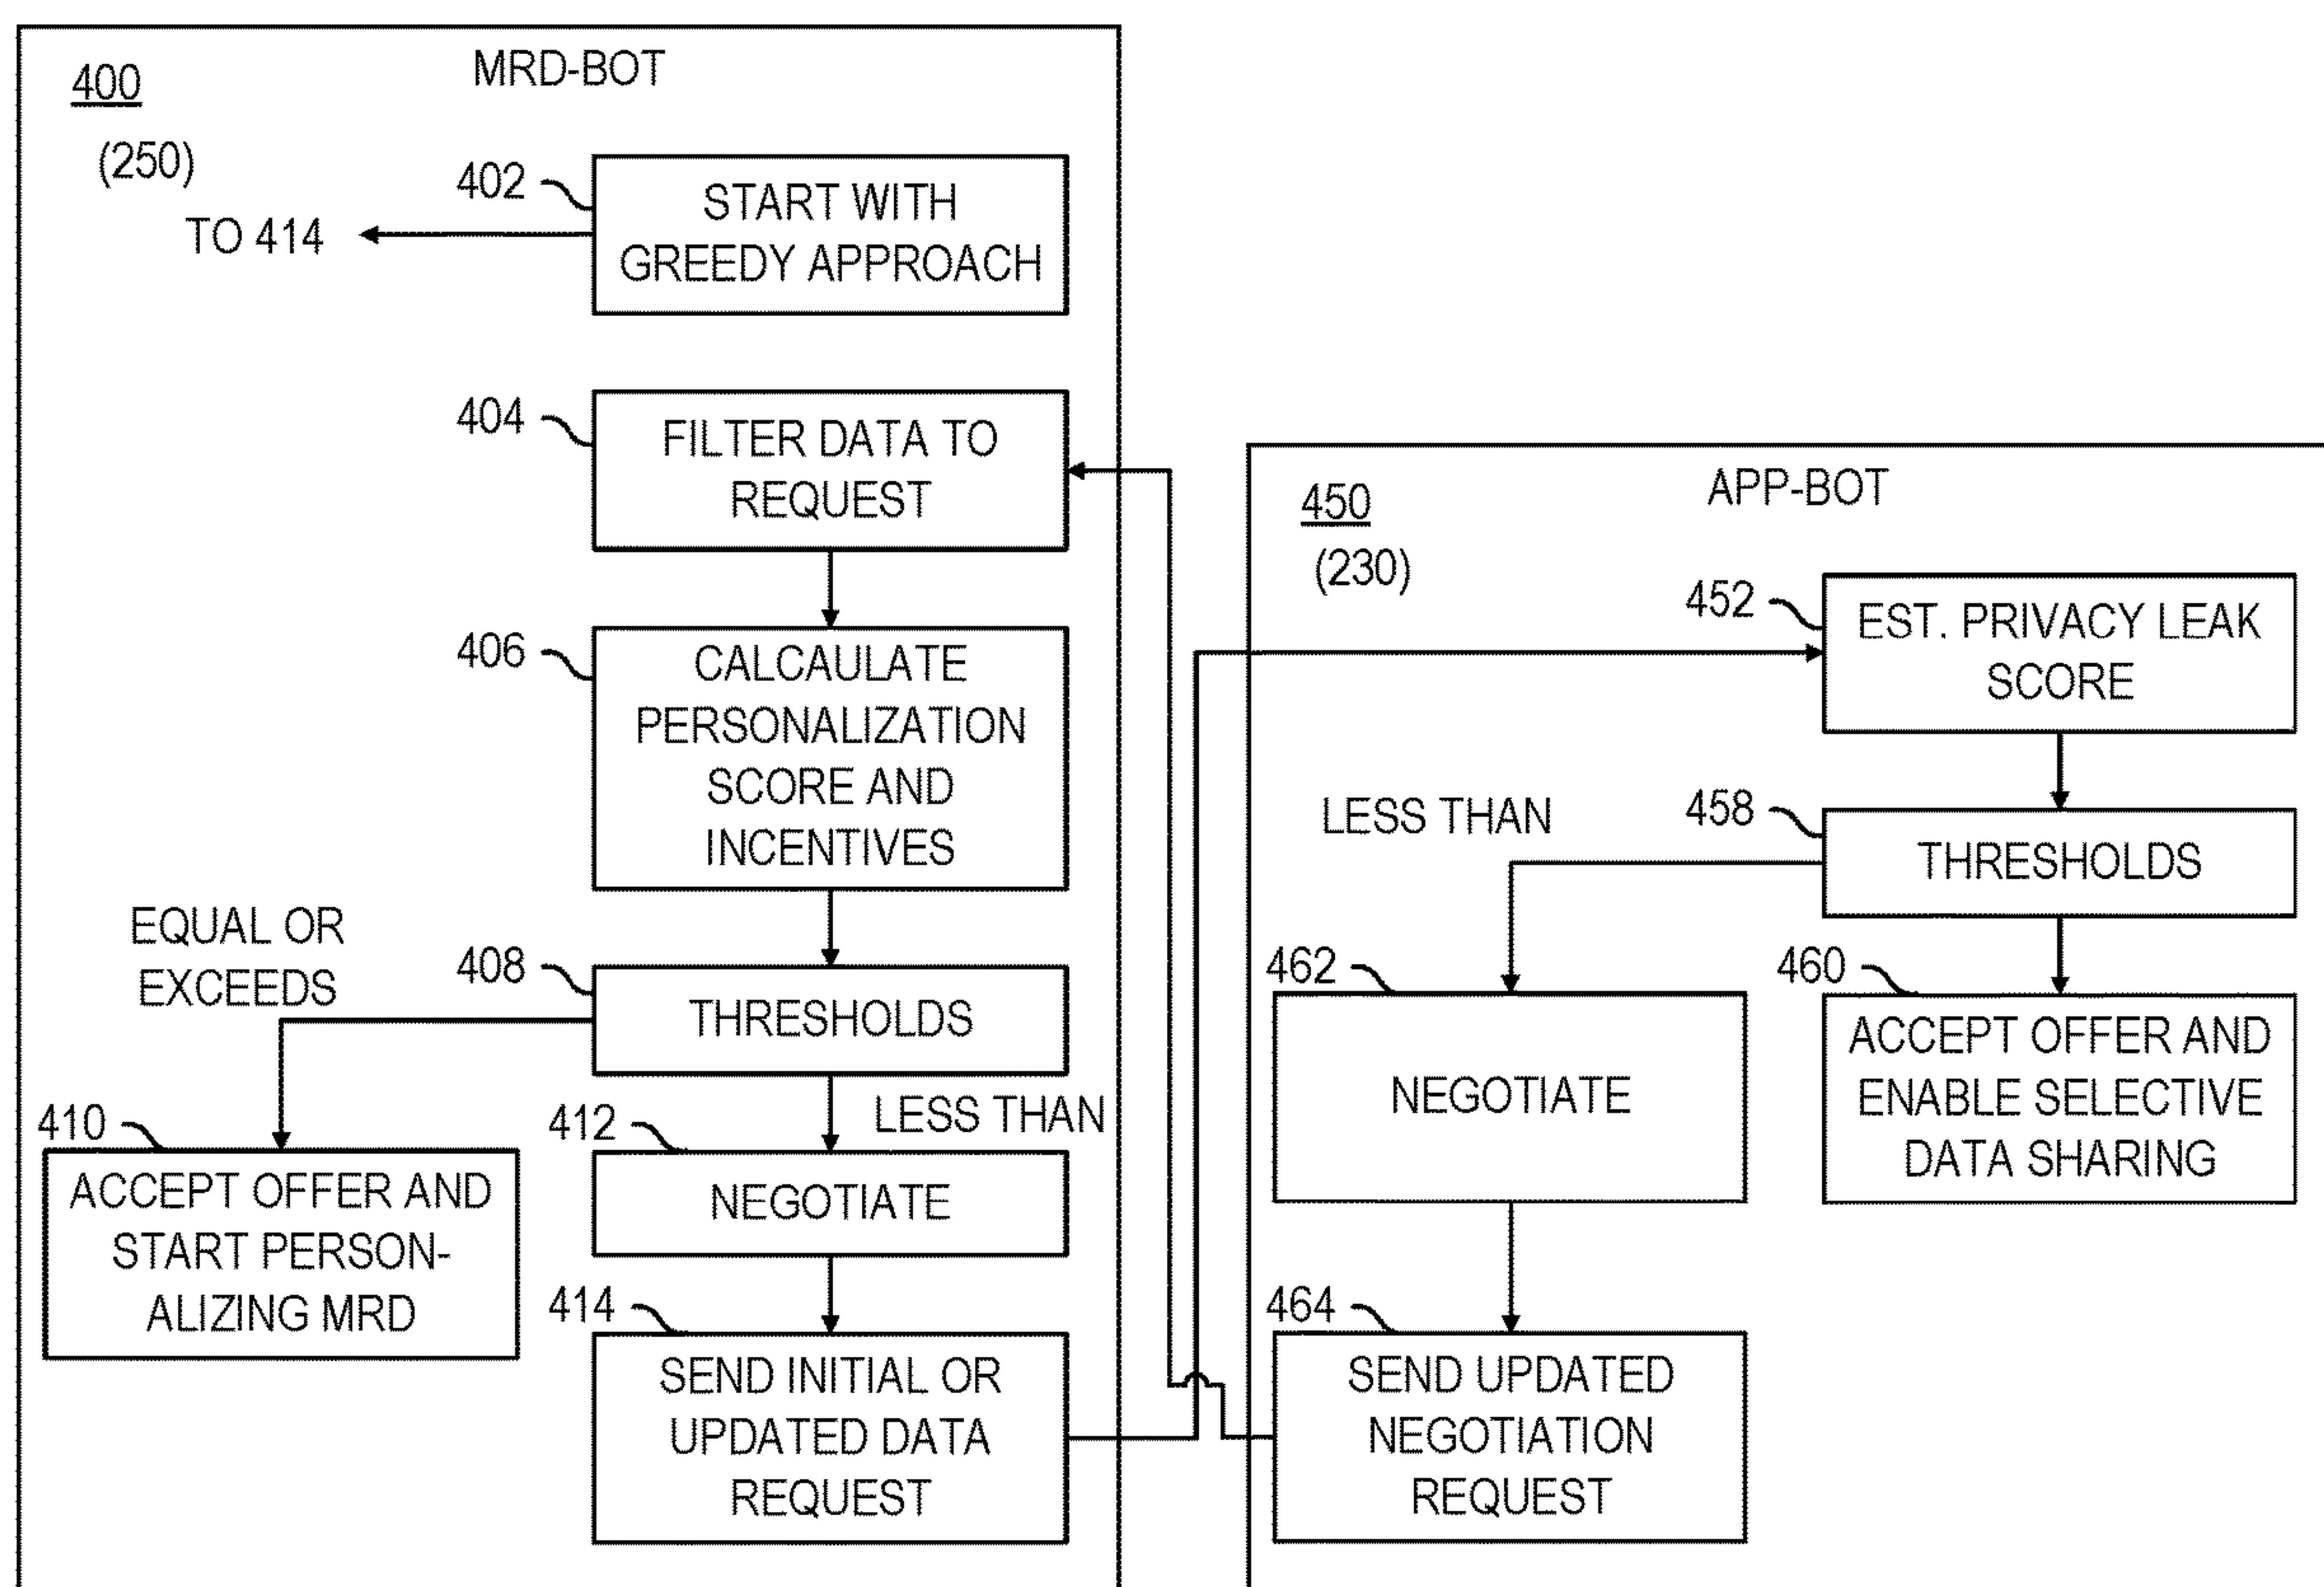 MRD-BOT
400
(250)
402
START WITH
GREEDY APPROACH
TO 414
404
FILTER DATA TO
REQUEST
406
CALCAULATE
PERSONALIZATION
SCORE AND
INCENTIVES
EQUAL OR
EXCEEDS
408
THRESHOLDS
LESS THAN
410
ACCEPT OFFER AND
START PERSON-
ALIZING MRD
412
NEGOTIATE
414
SEND INITIAL OR
UPDATED DATA
REQUEST
APP-BOT
450
(230)
452
EST. PRIVACY LEAK
SCORE
LESS THAN
458
THRESHOLDS
462
NEGOTIATE
460
ACCEPT OFFER AND
ENABLE SELECTIVE
DATA SHARING
464
SEND UPDATED
NEGOTIATION
REQUEST